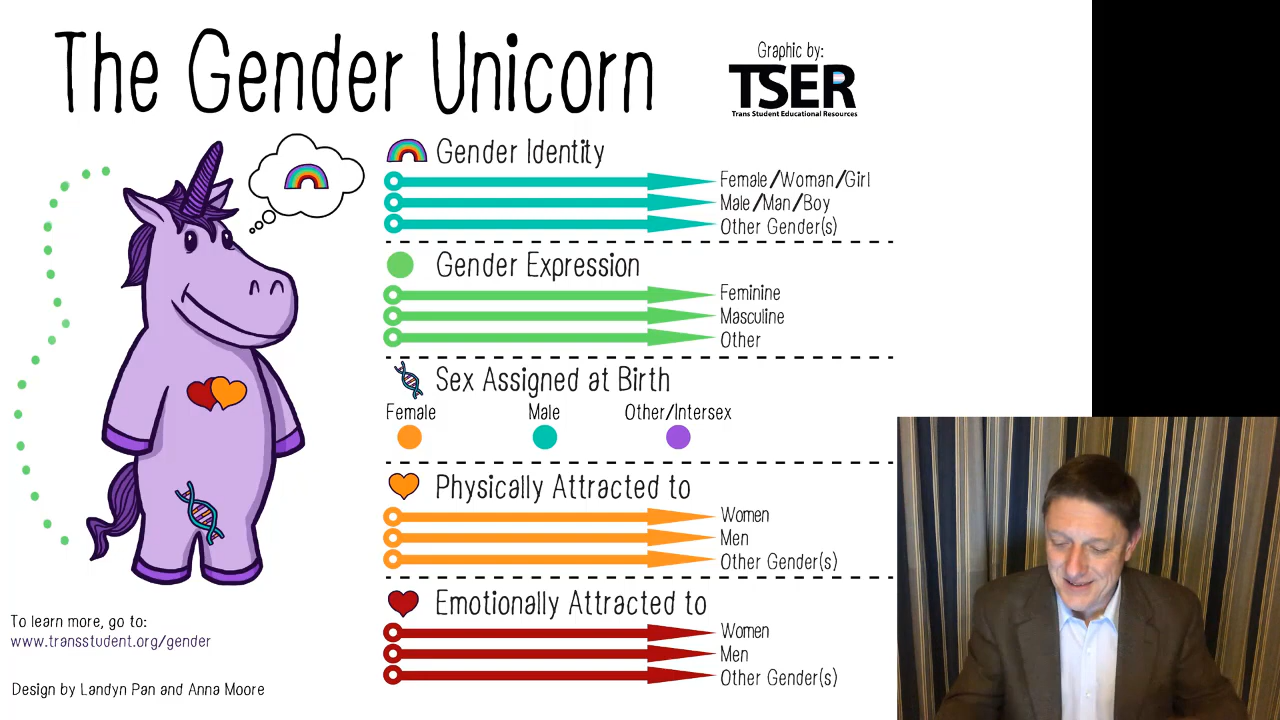 The Gender Unicorn
Graphic by:
TSER
Trans Student Educational Resources
Gender Identity
Female/Woman/Girl
Male/Man/Boy
Other Gender(s)
Gender Expression
Feminine
Masculine
Other
Sex Assigned at Birth
Female Male Other/Intersex
Physically Attracted to
Women
Men
Other Gender(s)
Emotionally Attracted to
Women
Men
Other Gender(s)
To learn more, go to:
www.transstudent.org/gender
Design by Landyn Pan and Anna Moore